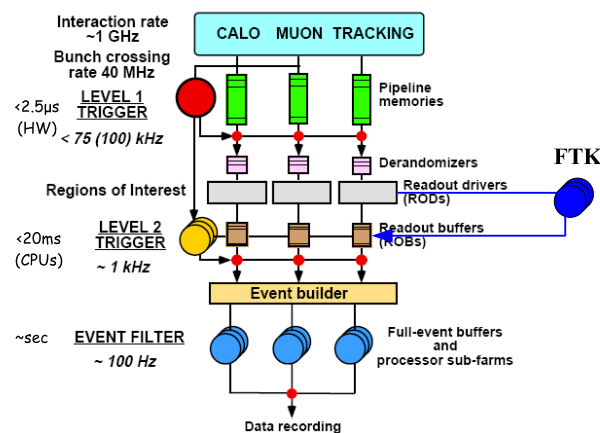 Interaction rate
~1 GHz
CALO MUON TRACKING
Bunch crossing
rate 40 MHz
<2.5µs
(HW)
LEVEL 1
TRIGGER
< 75 (100) kHz
Pipeline
memories
Derandomizers
FTK
Regions of Interest
Readout drivers
(RODs)
<20ms
(CPUs)
LEVEL 2
TRIGGER
~ 1 kHz
Readout buffers
(ROBs)
Event builder
~sec
EVENT FILTER
~ 100 Hz
Full-event buffers
and
processor sub-farms
Data recording